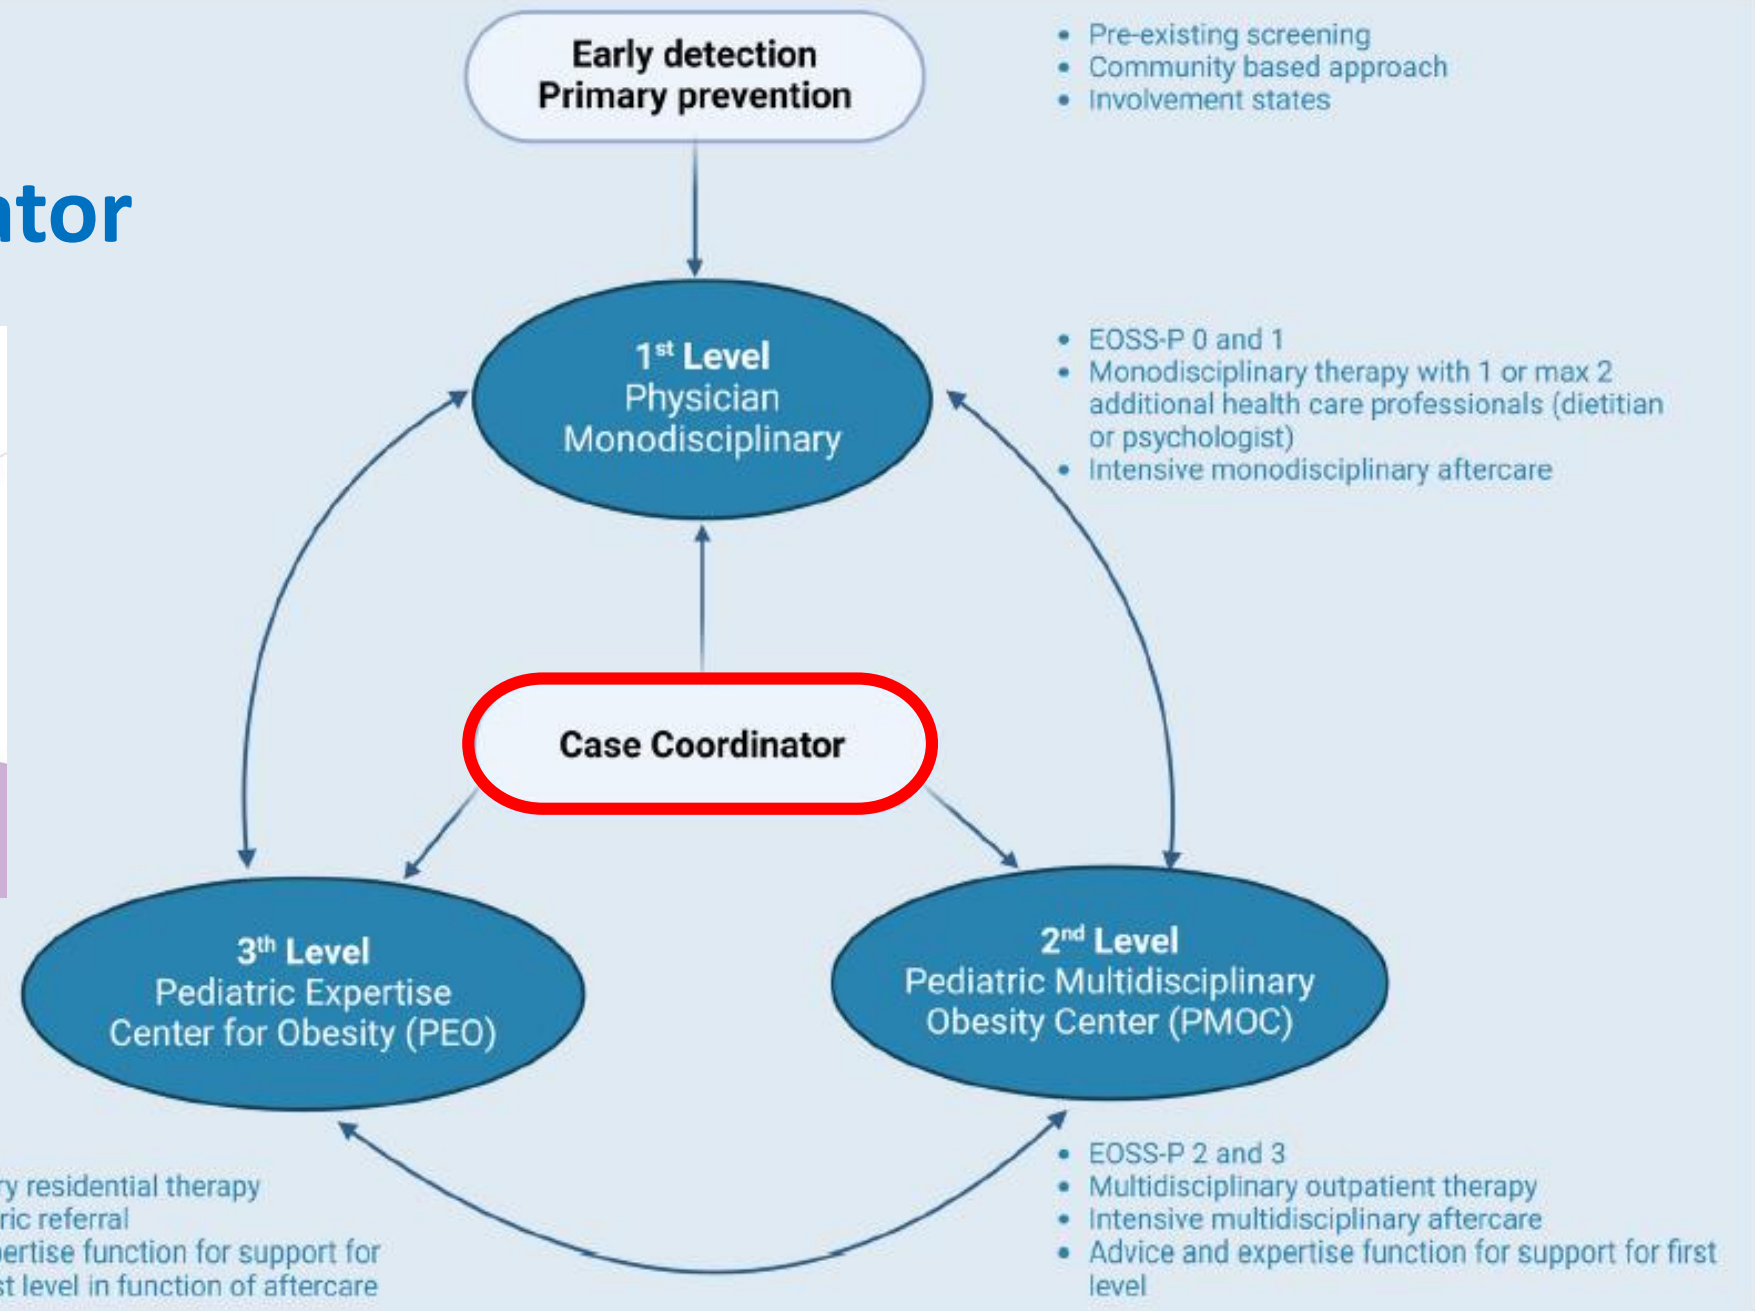 Early detection
Primary prevention
• Pre-existing screening
• Community based approach
• Involvement states
1st Level
Physician
Monodisciplinary
• EOSS-P 0 and 1
• Monodisciplinary therapy with 1 or max 2
additional health care professionals (dietitian
or psychologist)
• Intensive monodisciplinary aftercare
Case Coordinator
3th Level
Pediatric Expertise
Center for Obesity (PEO)
2nd Level
Pediatric Multidisciplinary
Obesity Center (PMOC)
residential therapy
referral
function for support for
level in function of aftercare
• EOSS-P 2 and 3
• Multidisciplinary outpatient therapy
• Intensive multidisciplinary aftercare
• Advice and expertise function for support for first
level